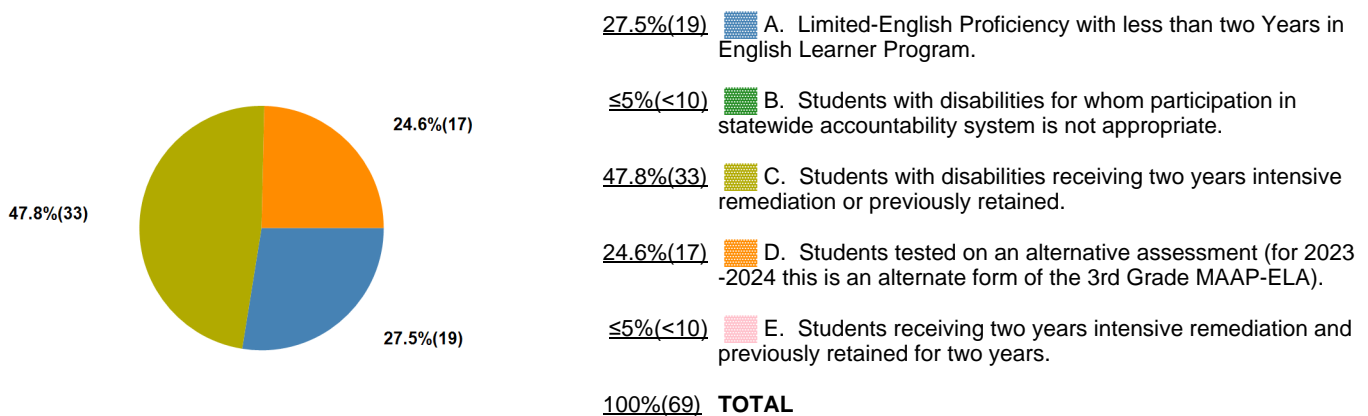 24.6%(17)
47.8%(33)
27.5%(19)
27.5%(19) A. Limited-English Proficiency with less than two Years in
English Learner Program.
≤5%(<10) B. Students with disabilities for whom participation in
statewide accountability system is not appropriate.
47.8%(33) C. Students with disabilities receiving two years intensive
remediation or previously retained.
24.6%(17) D. Students tested on an alternative assessment (for 2023
-2024 this is an alternate form of the 3rd Grade MAAP-ELA).
≤5%(<10) E. Students receiving two years intensive remediation and
previously retained for two years.
100%(69) TOTAL